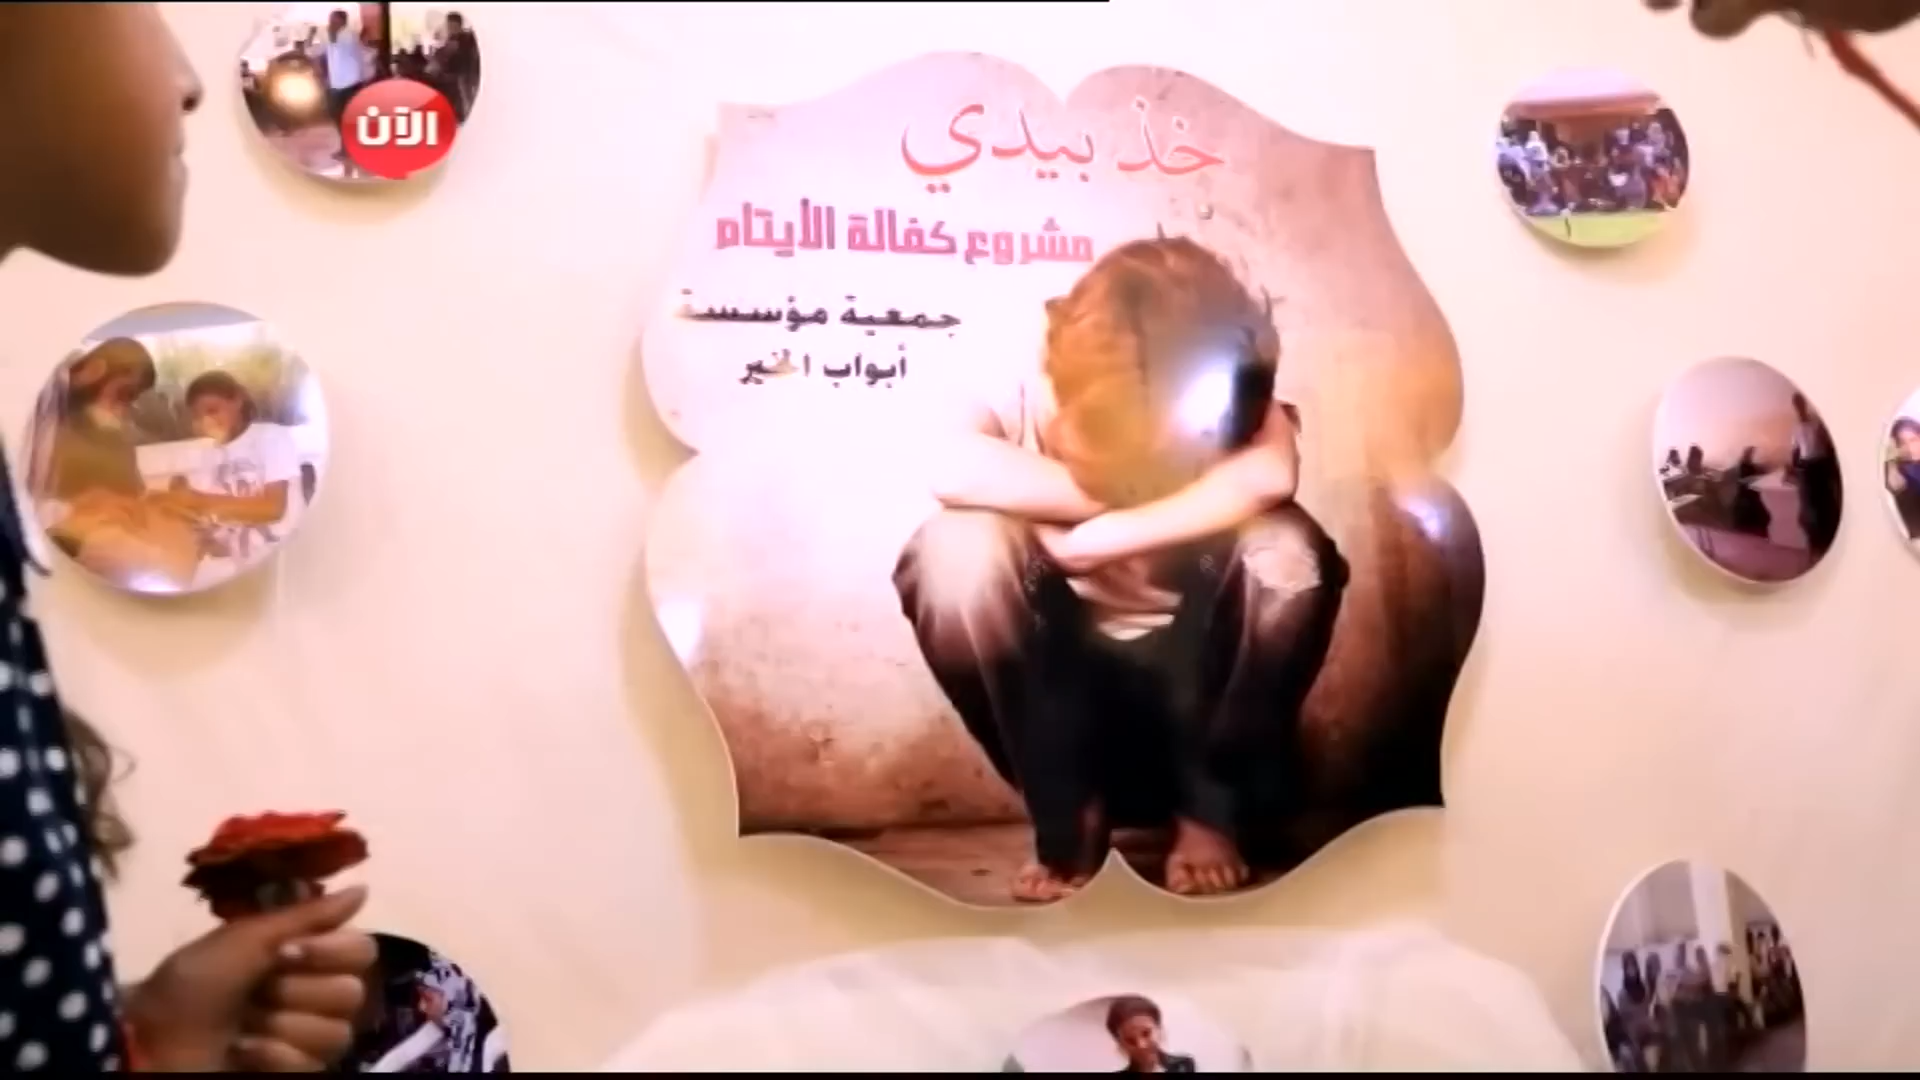 الآن
خذ بيدي
مشروع كفالة الأيتام
جمعية مؤسسة
أبواب الخير